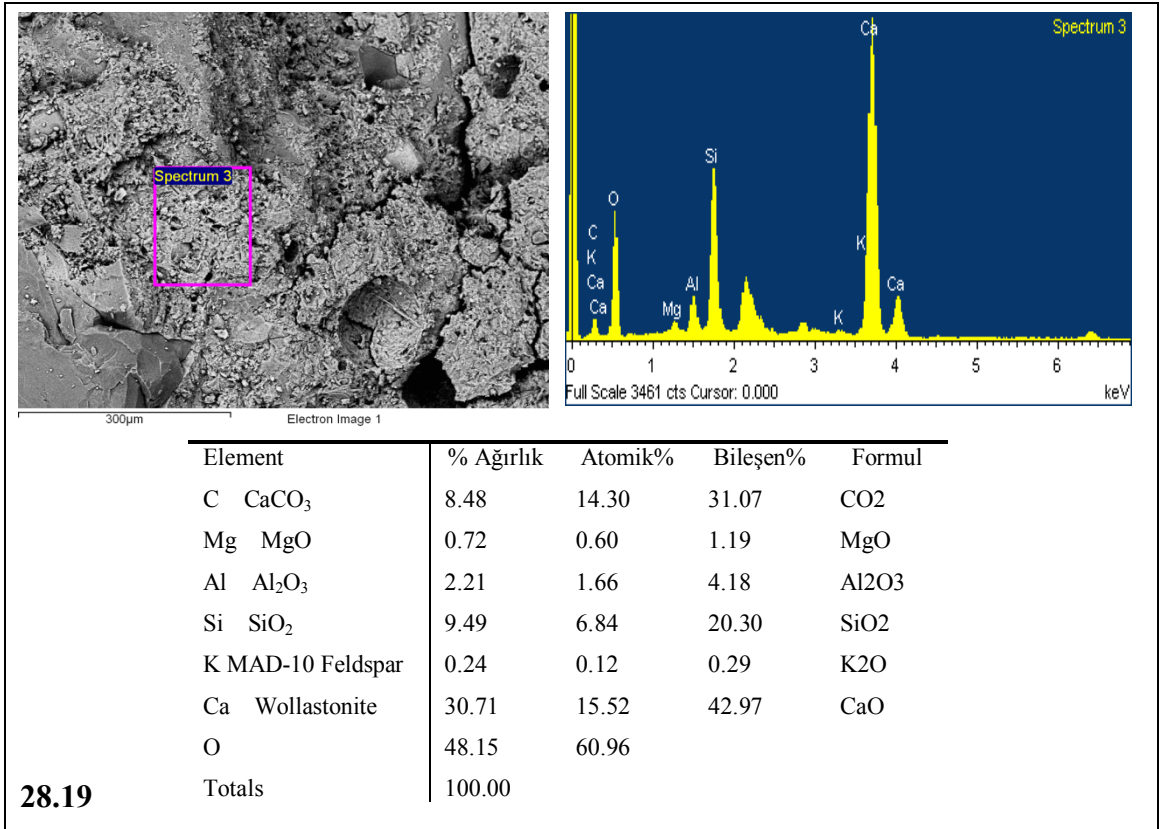 Spectrum 3
300µm Electron Image 1
Spectrum 3
Ca
Si
O
C
K
K
Ca
Al
Ca
Ca
Mg
K
0 1 2 3 4 5 6
Full Scale 3461 cts Cursor: 0.000 keV
Element % Ağırlık Atomik% Bileşen% Formul
C CaCO₃ 8.48 14.30 31.07 CO2
Mg MgO 0.72 0.60 1.19 MgO
Al Al₂O₃ 2.21 1.66 4.18 Al2O3
Si SiO₂ 9.49 6.84 20.30 SiO2
K MAD-10 Feldspar 0.24 0.12 0.29 K2O
Ca Wollastonite 30.71 15.52 42.97 CaO
O 48.15 60.96
Totals 100.00
28.19